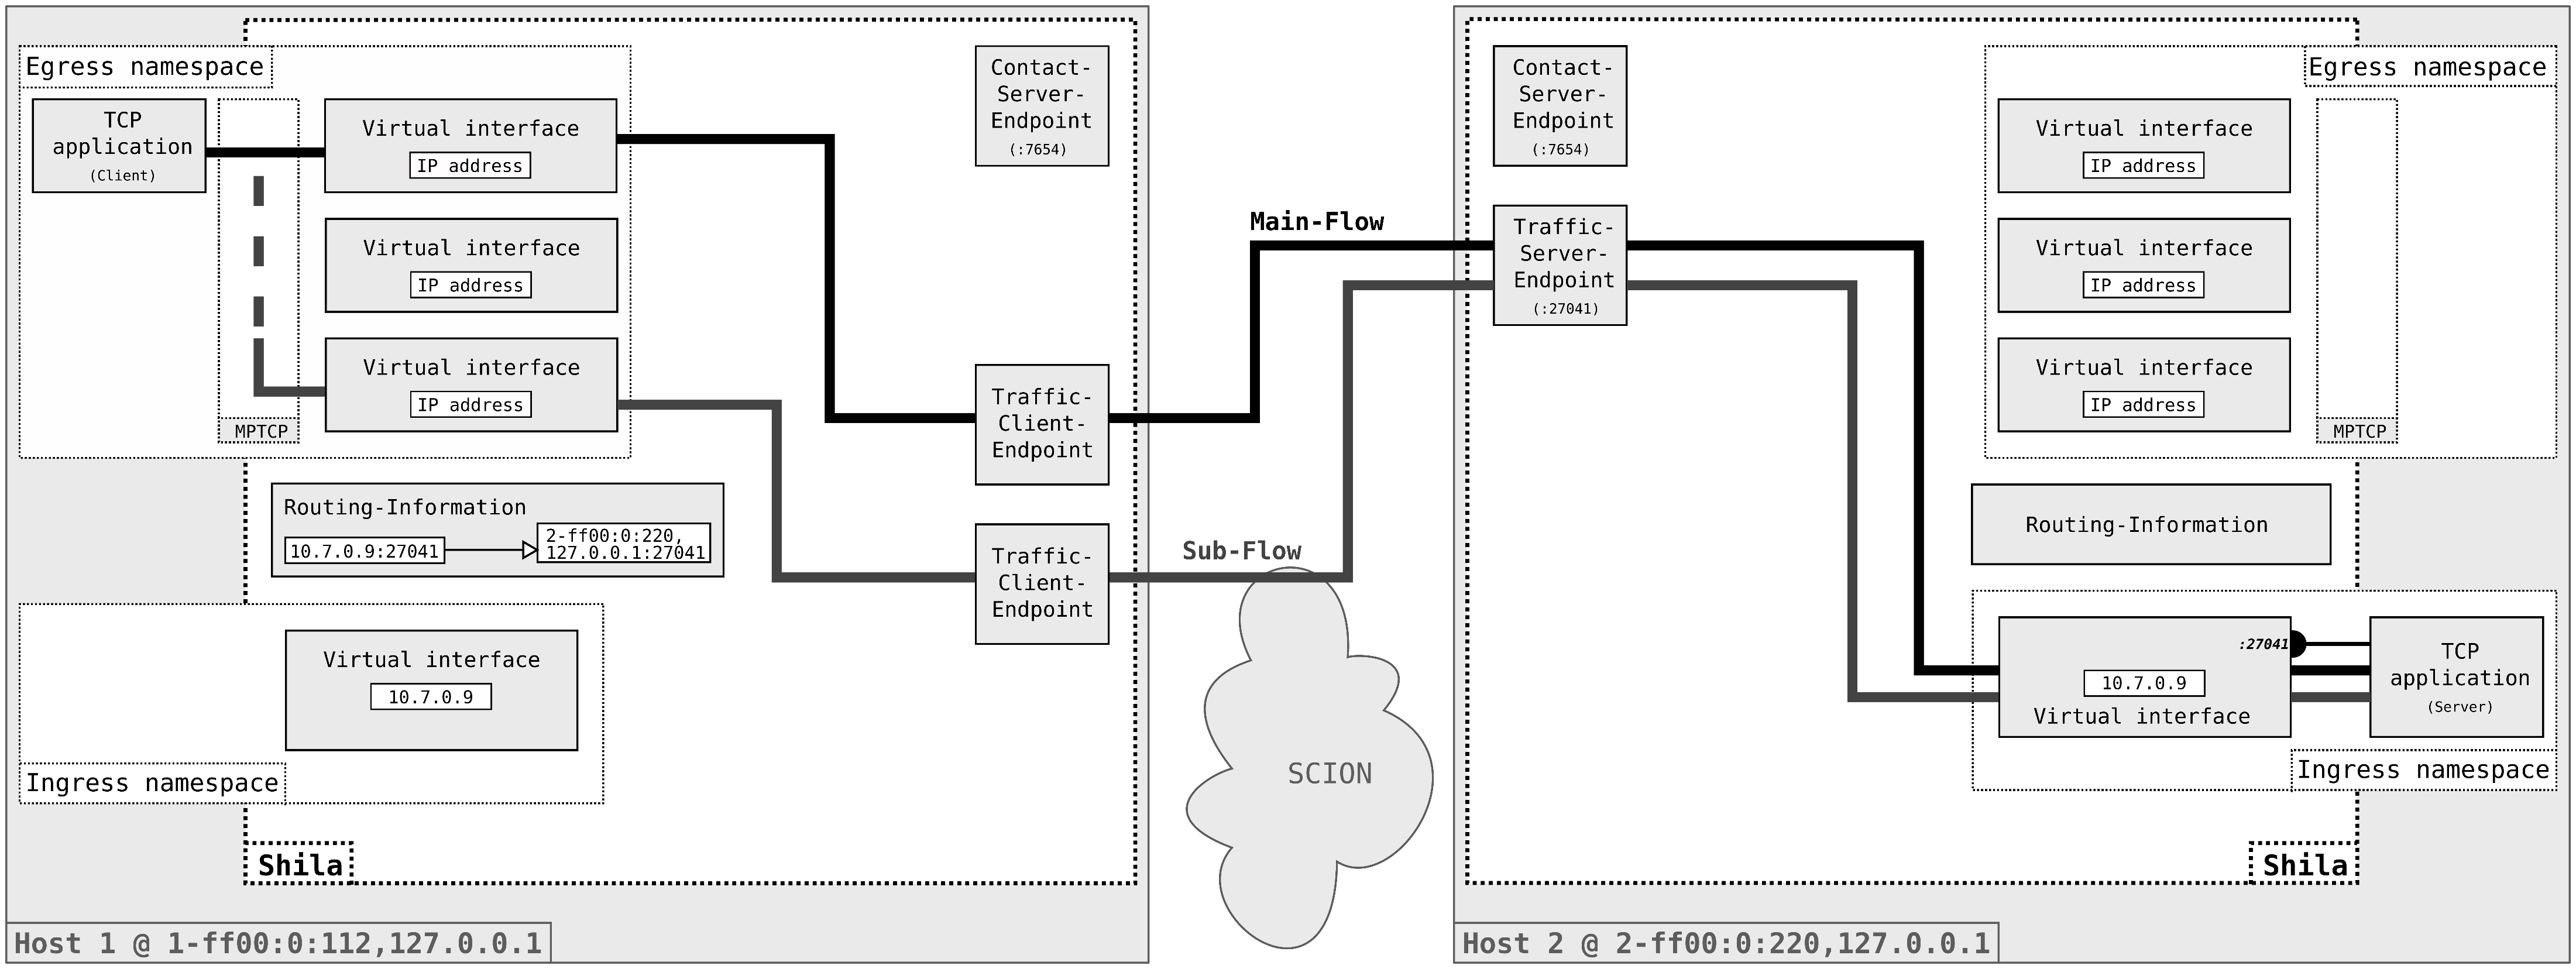 Egress namespace
TCP
application
(Client)
MPTCP
Virtual interface
IP address
Virtual interface
IP address
Virtual interface
IP address
Contact-
Server-
Endpoint
(:7654)
Traffic-
Client-
Endpoint
Traffic-
Client-
Endpoint
Routing-Information
10.7.0.9:27041
2-ff00:0:220,
127.0.0.1:27041
Virtual interface
10.7.0.9
Ingress namespace
Shila
Host 1 @ 1-ff00:0:112,127.0.0.1
Main-Flow
Sub-Flow
SCION
Contact-
Server-
Endpoint
(:7654)
Traffic-
Server-
Endpoint
(:27041)
Egress namespace
Virtual interface
IP address
Virtual interface
IP address
Virtual interface
IP address
MPTCP
Routing-Information
:27041
10.7.0.9
Virtual interface
TCP
application
(Server)
Ingress namespace
Shila
Host 2 @ 2-ff00:0:220,127.0.0.1